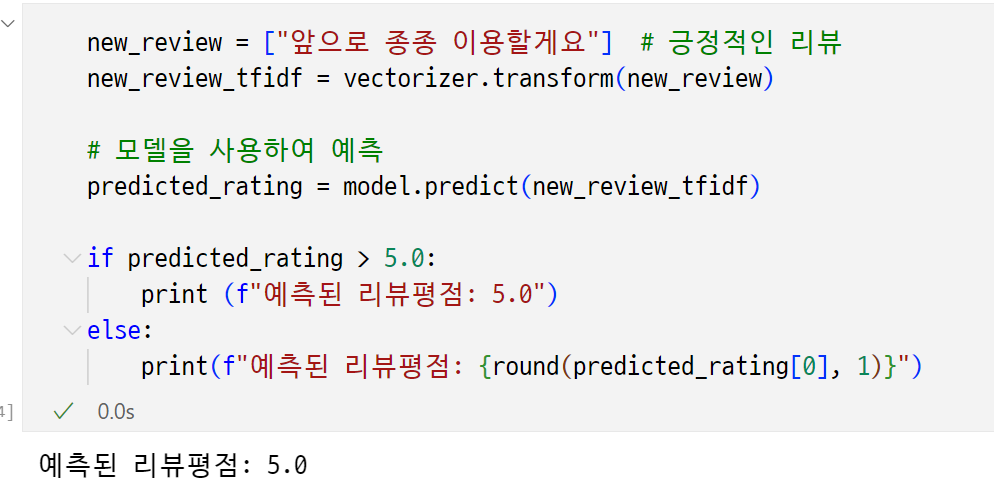 new_review = ["앞으로 종종 이용할게요"]  # 긍정적인 리뷰
new_review_tfidf = vectorizer.transform(new_review)
# 모델을 사용하여 예측
predicted_rating = model.predict(new_review_tfidf)
if predicted_rating > 5.0:
    print (f"예측된 리뷰평점: 5.0")
else:
    print(f"예측된 리뷰평점: {round(predicted_rating[0], 1)}")
4] ✓ 0.0s
예측된 리뷰평점: 5.0